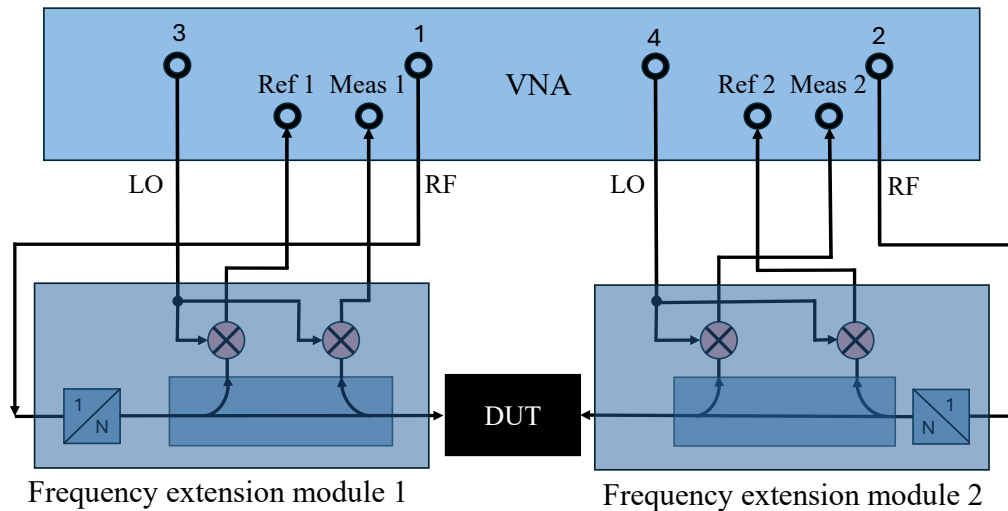 3
1
4
2
Ref 1
Meas 1
VNA
Ref 2
Meas 2
LO
RF
LO
RF
1
N
DUT
1
N
Frequency extension module 1
Frequency extension module 2